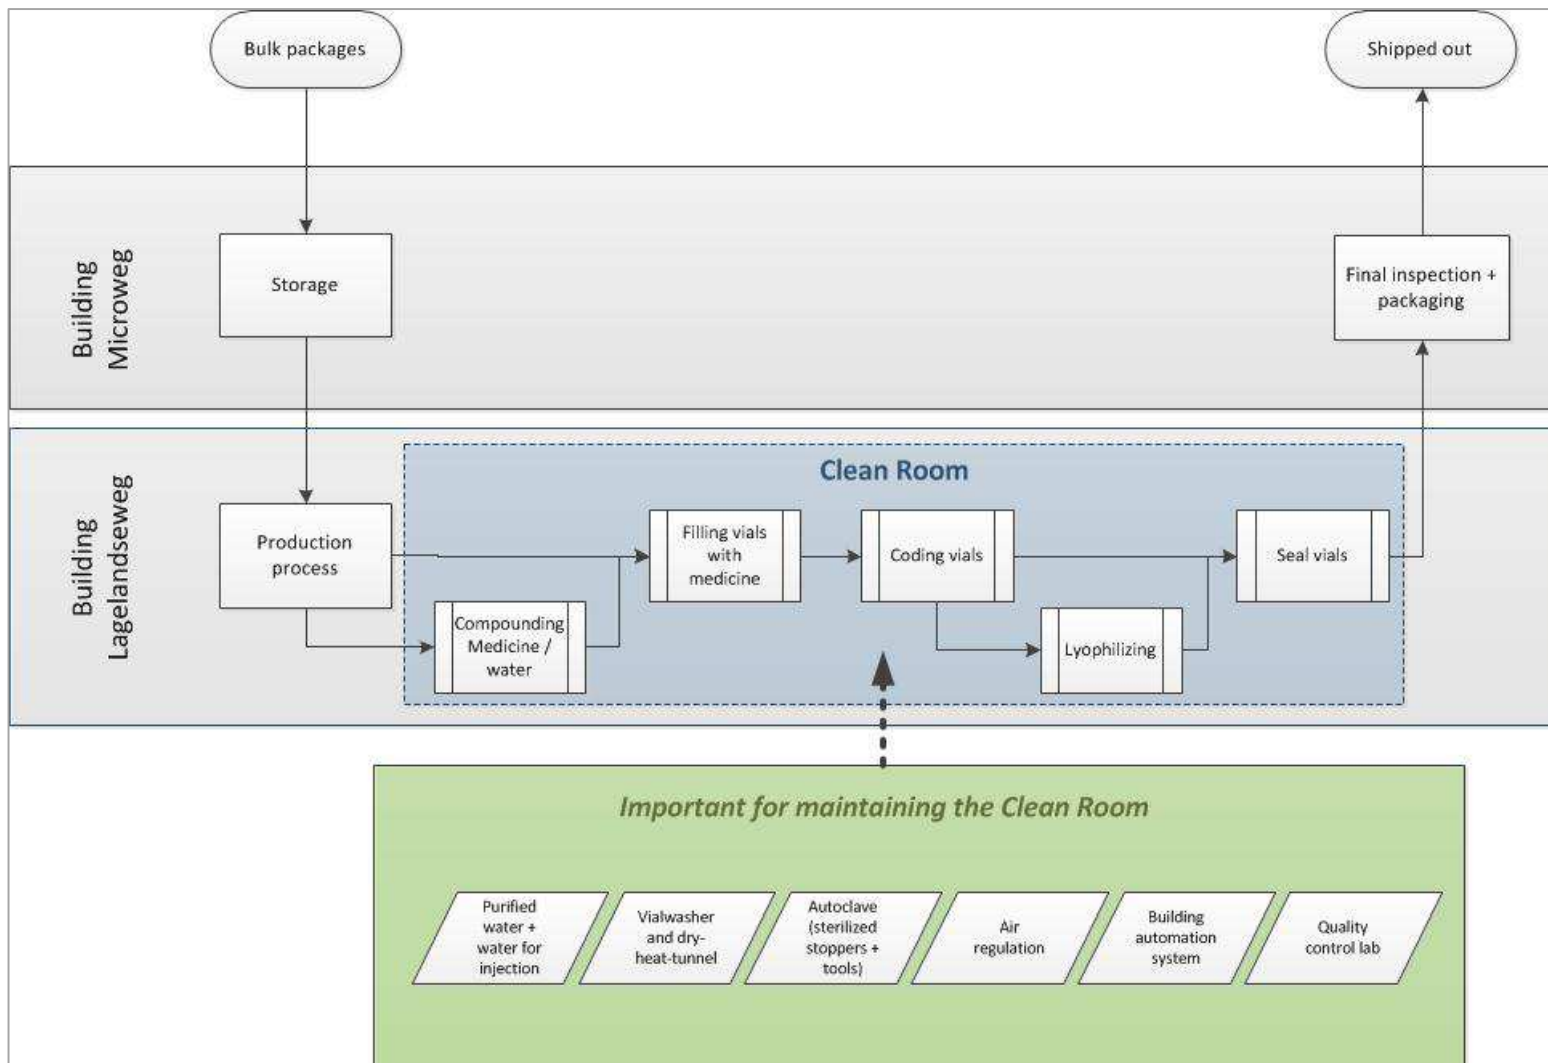 Bulk packages
Shipped out
Building
Microweg
Storage
Final inspection +
packaging
Building
Lagelandseweg
Clean Room
Production
process
Compounding
Medicine /
water
Filling vials
with
medicine
Coding vials
Lyophilizing
Seal vials
Important for maintaining the Clean Room
Purified
water +
water for
injection
Vialwasher
and dry-
heat-tunnel
Autoclave
(sterilized
stoppers +
tools)
Air
regulation
Building
automation
system
Quality
control lab